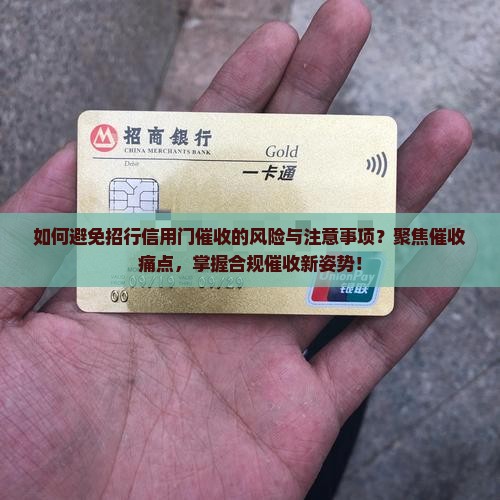 招商銀行
CHINA MERCHANTS BANK
Debit
Gold
一卡通
如何避免招行信用门催收的风险与注意事项？聚焦催收
痛点，掌握合规催收新姿势！
UnionPay
银联